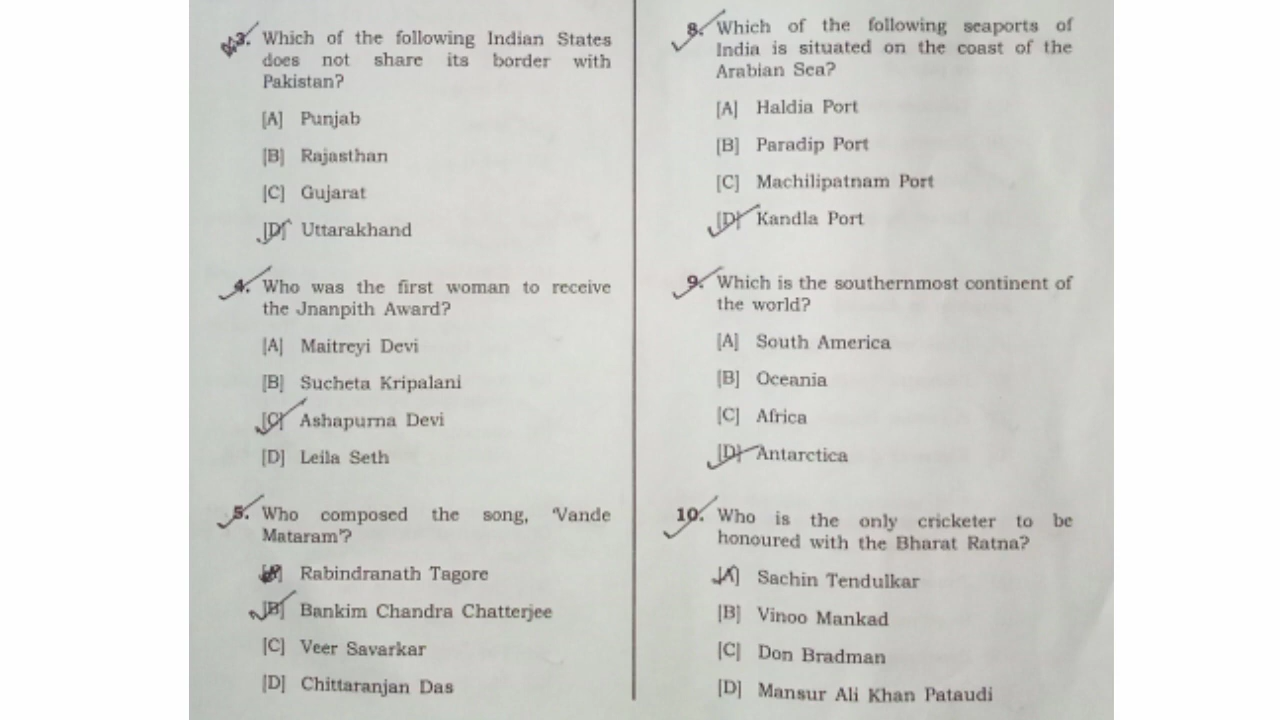 3. Which of the following Indian States
does not share its border with
Pakistan?
[A] Punjab
[B] Rajasthan
[C] Gujarat
[D] Uttarakhand
4. Who was the first woman to receive
the Jnanpith Award?
[A] Maitreyi Devi
[B] Sucheta Kripalani
[C] Ashapurna Devi
[D] Leila Seth
5. Who composed the song, 'Vande
Mataram'?
[A] Rabindranath Tagore
[B] Bankim Chandra Chatterjee
[C] Veer Savarkar
[D] Chittaranjan Das
8. Which of the following seaports of
India is situated on the coast of the
Arabian Sea?
[A] Haldia Port
[B] Paradip Port
[C] Machilipatnam Port
[D] Kandla Port
9. Which is the southernmost continent of
the world?
[A] South America
[B] Oceania
[C] Africa
[D] Antarctica
10. Who is the only cricketer to be
honoured with the Bharat Ratna?
[A] Sachin Tendulkar
[B] Vinoo Mankad
[C] Don Bradman
[D] Mansur Ali Khan Pataudi